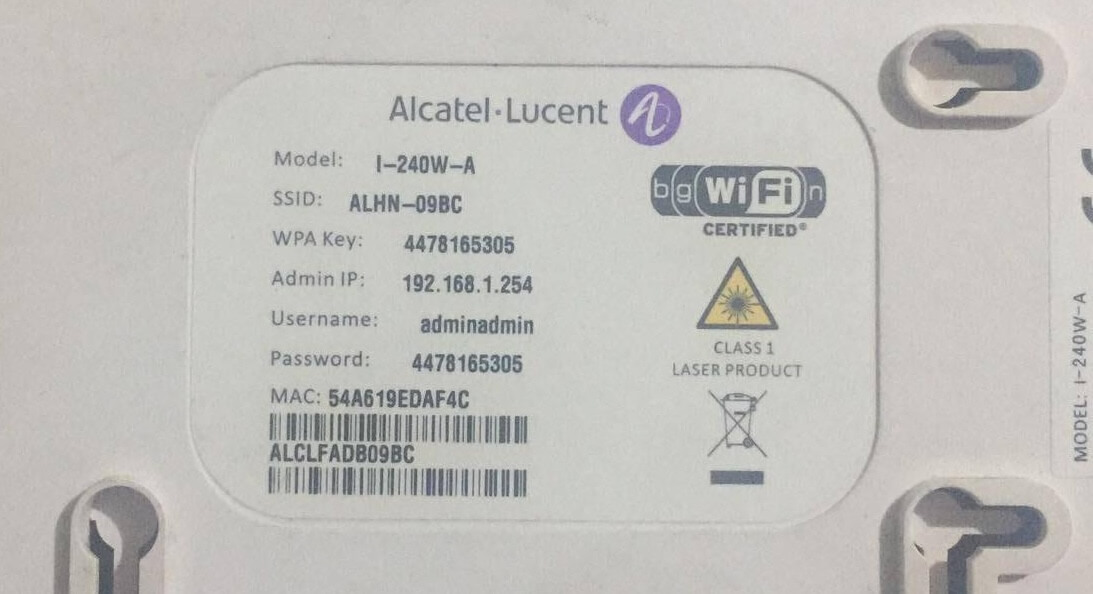 Alcatel·Lucent
Model: I-240W-A
SSID: ALHN-09BC
WPA Key: 4478165305
Admin IP: 192.168.1.254
Username: adminadmin
Password: 4478165305
MAC: 54A619EDAF4C
ALCLFADB09BC
b g WiFi n
CERTIFIED®
CLASS 1
LASER PRODUCT
MODEL: I-240W-A